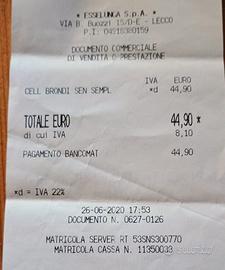 * ESSELUNGA S.p.A. *
VIA B. Buozzi 15/D-E - LECCO
P.I: 04916380159
DOCUMENTO COMMERCIALE
DI VENDITA O PRESTAZIONE
IVA EURO
CELL BRONDI SEN SEMPL *d 44,90
TOTALE EURO 44,90 *
di cui IVA 8,10
PAGAMENTO BANCOMAT 44,90
*d = IVA 22%
26-06-2020 17:53
DOCUMENTO N. 0627-0126
MATRICOLA SERVER RT 53SNS300770
MATRICOLA CASSA N. 11350033